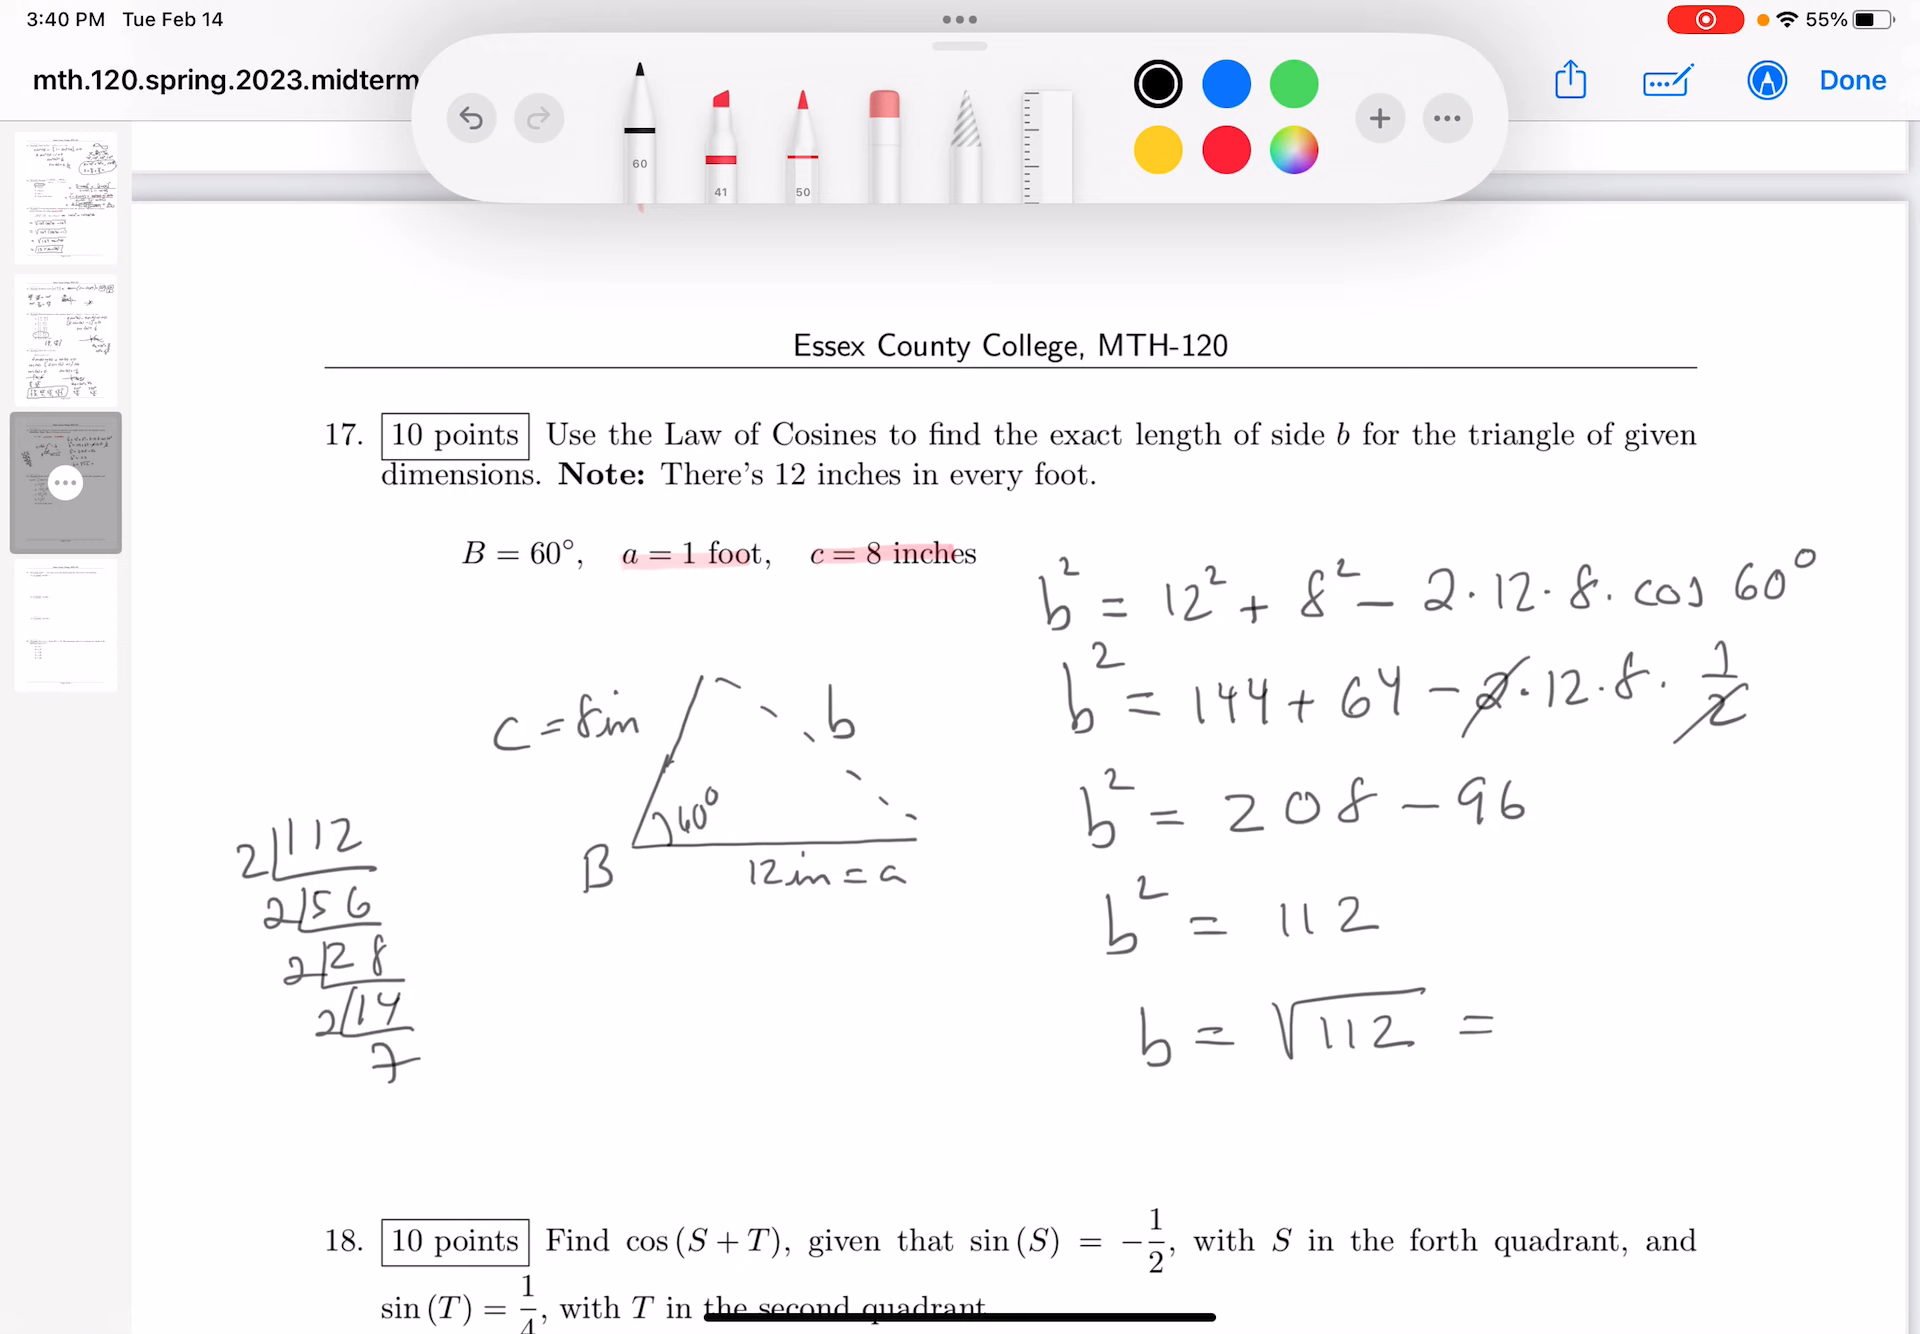 3:40 PM Tue Feb 14
55%
mth.120.spring.2023.midterm
60
41
50
Done
Essex County College, MTH-120
17. 10 points Use the Law of Cosines to find the exact length of side b for the triangle of given
dimensions. Note: There's 12 inches in every foot.
B = 60°, a = 1 foot, c = 8 inches
b² = 12² + 8² − 2·12·8·cos 60°
b² = 144 + 64 − 2·12·8·1/2
b² = 208 − 96
b² = 112
b = √112 =
c = 8in
b
60°
B
12in = a
2|112
2|56
2|28
2|14
7
18. 10 points Find cos (S + T), given that sin (S) = −1/2, with S in the forth quadrant, and
sin (T) = 1/4, with T in the second quadrant